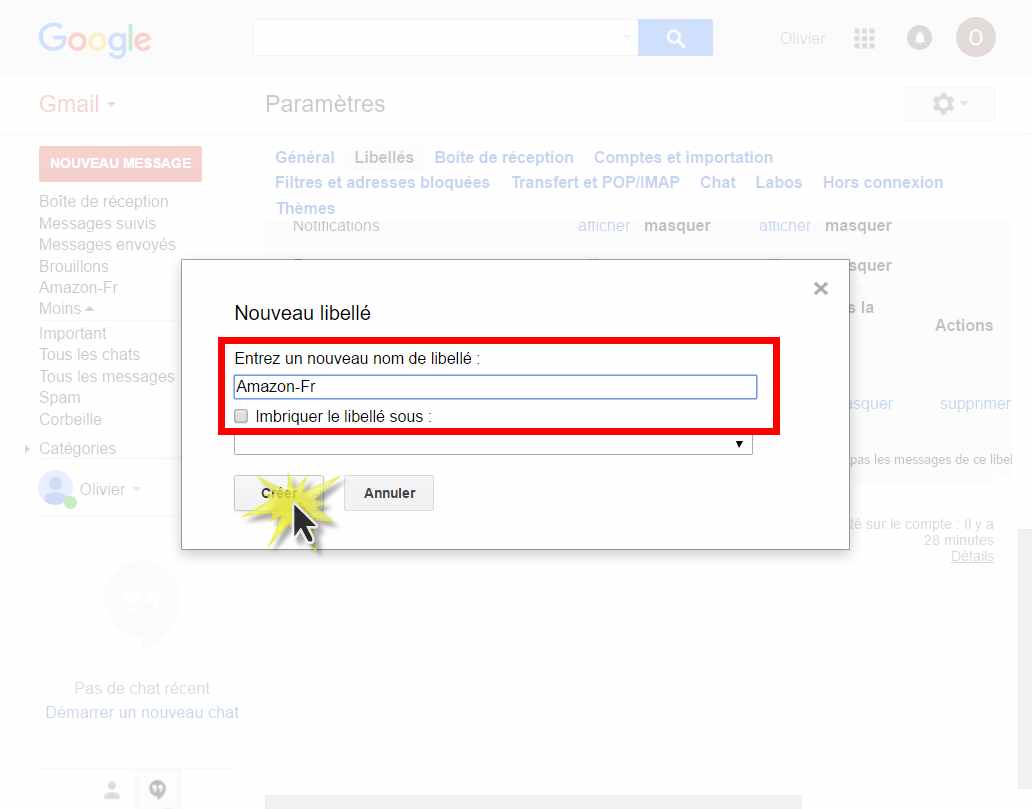 Google
Olivier
O
Gmail
Paramètres
NOUVEAU MESSAGE
Général Libellés Boîte de réception Comptes et importation
Filtres et adresses bloquées Transfert et POP/IMAP Chat Labos Hors connexion
Thèmes
Boîte de réception
Messages suivis
Messages envoyés
Brouillons
Amazon-Fr
Moins
Important
Tous les chats
Tous les messages
Spam
Corbeille
Catégories
Olivier
Pas de chat récent
Démarrer un nouveau chat
Notifications afficher masquer afficher masquer
squer
s la
Actions
asquer supprimer
pas les messages de ce libel
té sur le compte : Il y a
28 minutes
Détails
Nouveau libellé
Entrez un nouveau nom de libellé :
Amazon-Fr
Imbriquer le libellé sous :
Créer Annuler